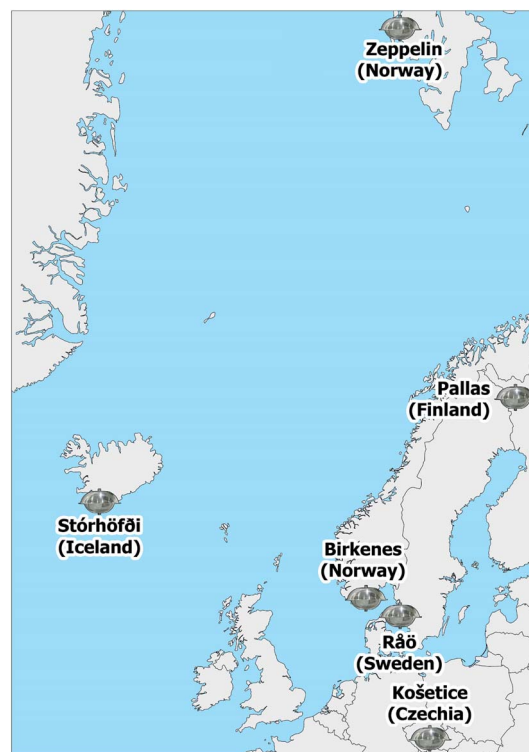 Zeppelin
(Norway)
Pallas
(Finland)
Stórhöfði
(Iceland)
Birkenes
(Norway)
Råö
(Sweden)
Košetice
(Czechia)